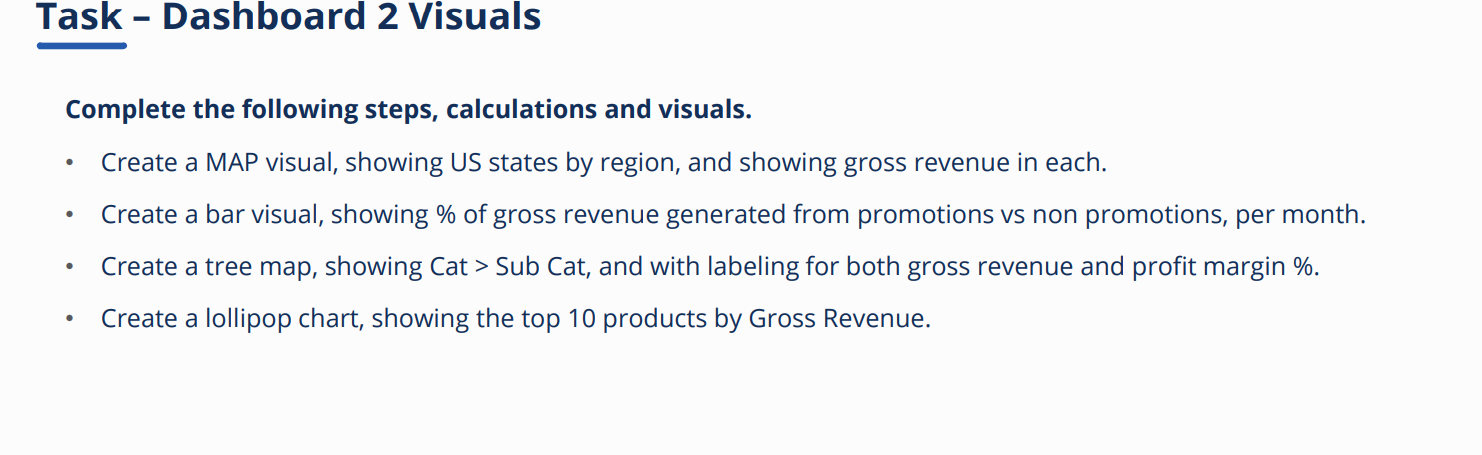 Task – Dashboard 2 Visuals
Complete the following steps, calculations and visuals.
• Create a MAP visual, showing US states by region, and showing gross revenue in each.
• Create a bar visual, showing % of gross revenue generated from promotions vs non promotions, per month.
• Create a tree map, showing Cat > Sub Cat, and with labeling for both gross revenue and profit margin %.
• Create a lollipop chart, showing the top 10 products by Gross Revenue.